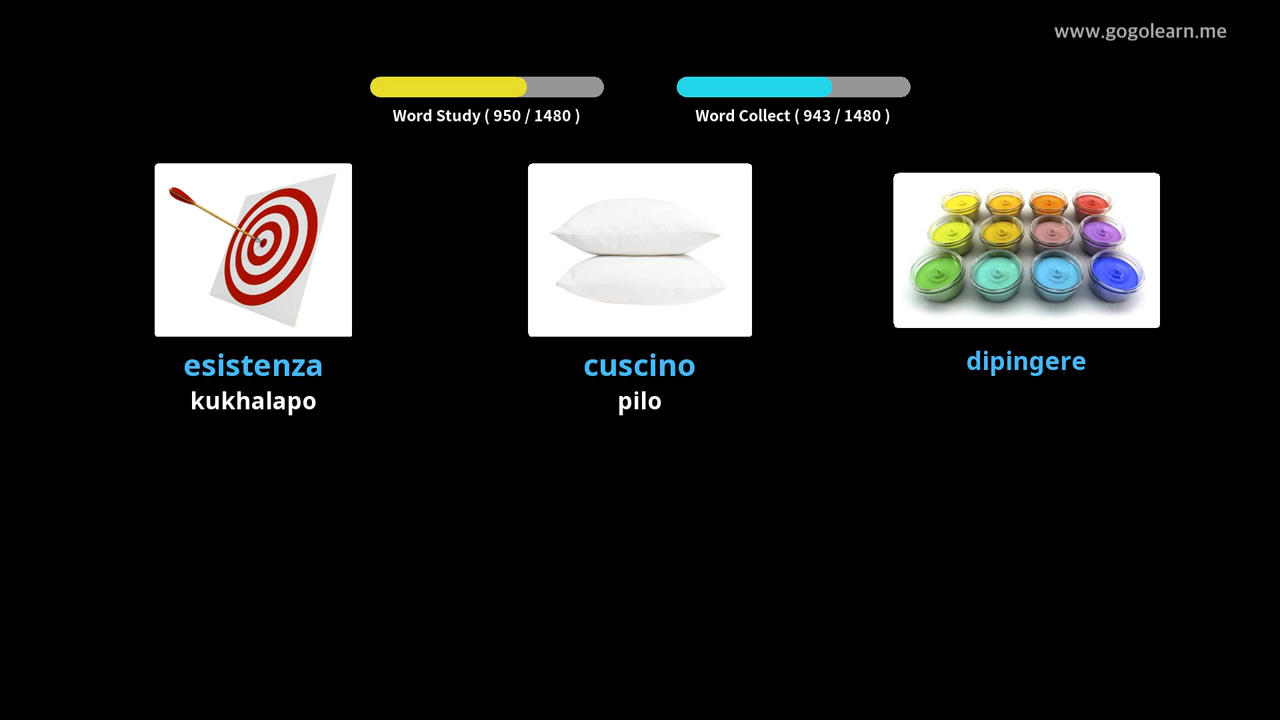 www.gogolearn.me
Word Study ( 950 / 1480 )
Word Collect ( 943 / 1480 )
esistenza
kukhalapo
cuscino
pilo
dipingere